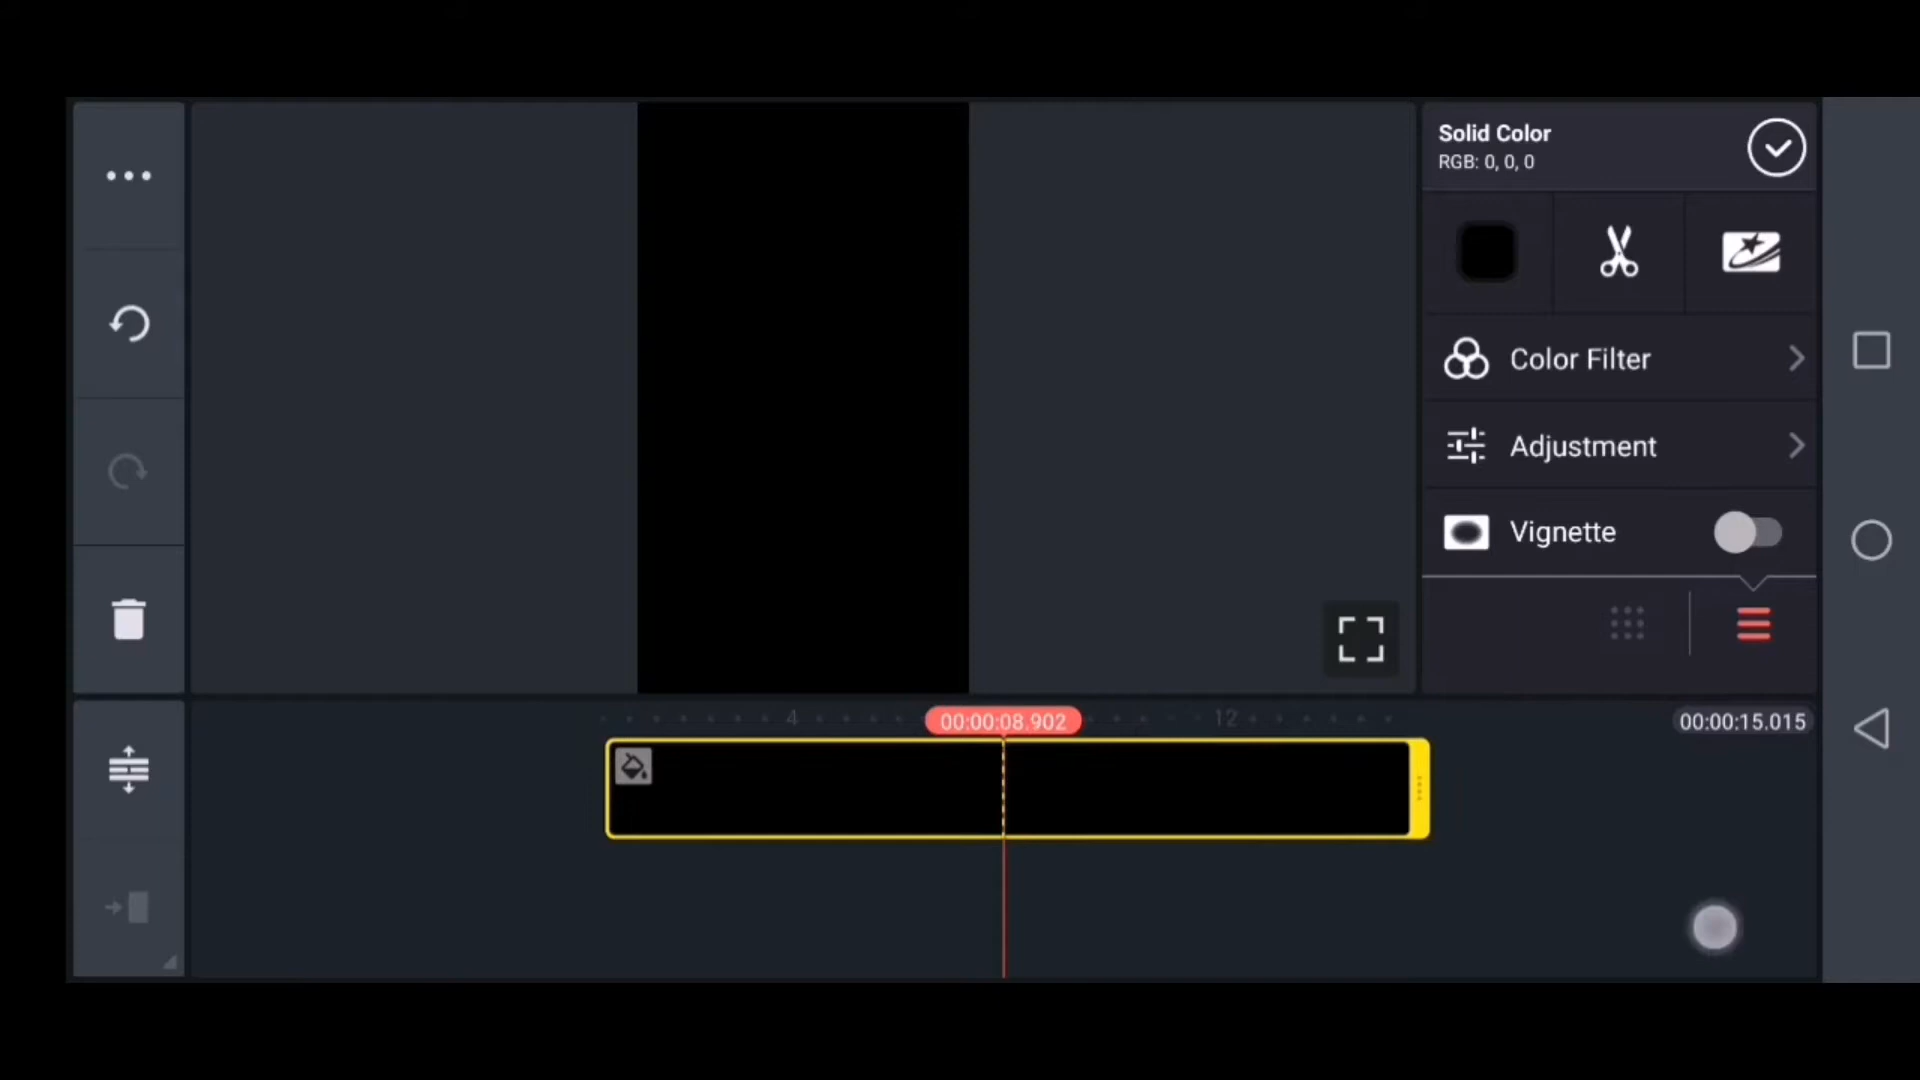 Solid Color
RGB: 0, 0, 0
Color Filter
Adjustment
Vignette
4
00:00:08.902
12
00:00:15.015